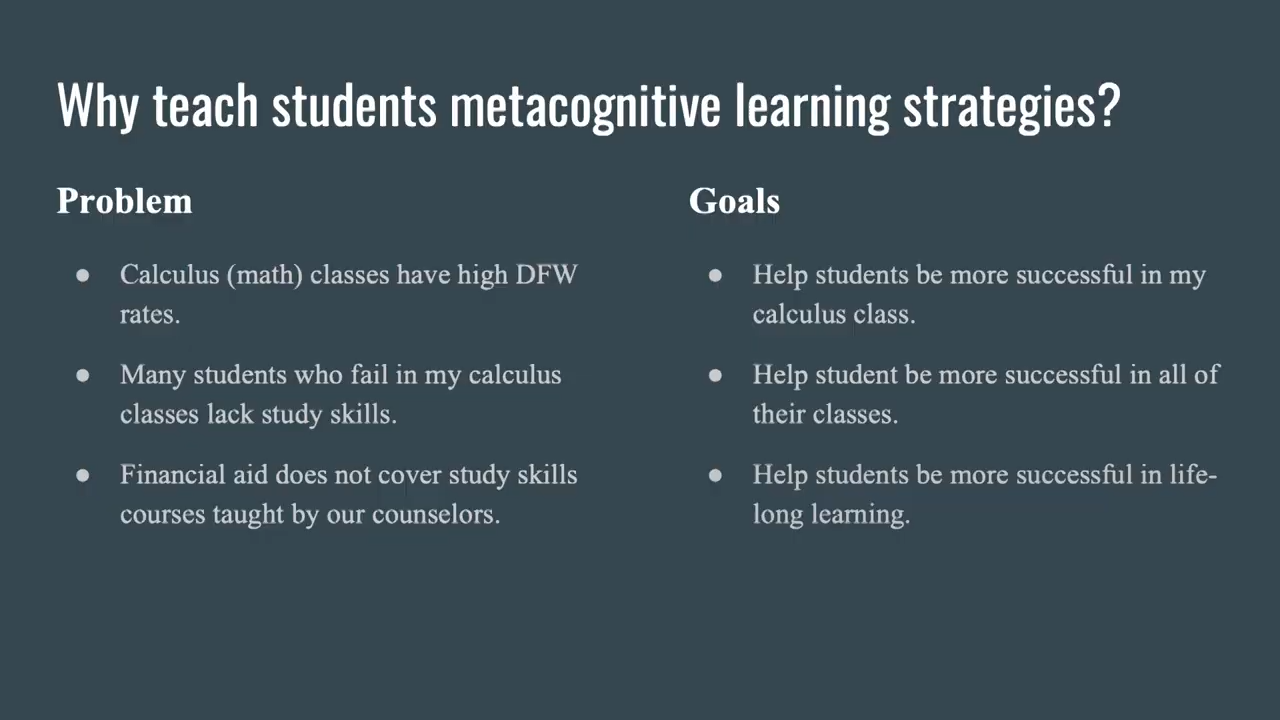 Why teach students metacognitive learning strategies?
Problem
● Calculus (math) classes have high DFW
rates.
● Many students who fail in my calculus
classes lack study skills.
● Financial aid does not cover study skills
courses taught by our counselors.
Goals
● Help students be more successful in my
calculus class.
● Help student be more successful in all of
their classes.
● Help students be more successful in life-
long learning.